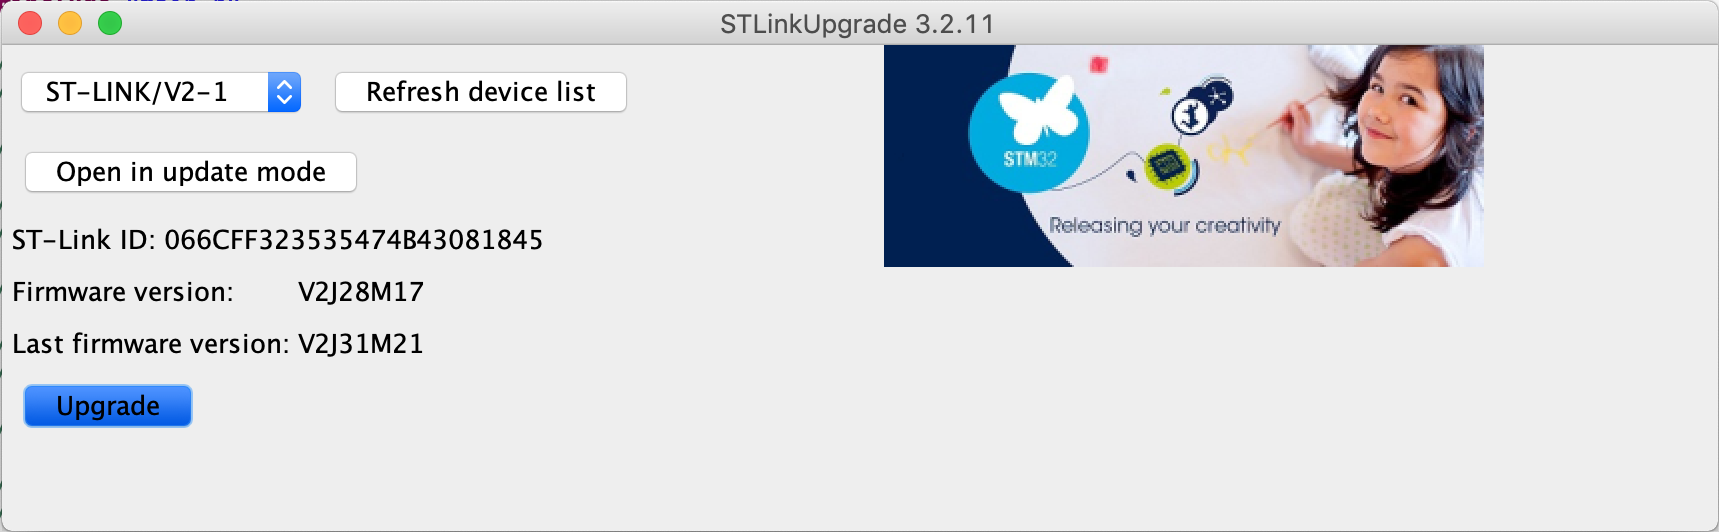 STLinkUpgrade 3.2.11
ST-LINK/V2-1
Refresh device list
Open in update mode
ST-Link ID: 066CFF323535474B43081845
Firmware version: V2J28M17
Last firmware version: V2J31M21
Upgrade
STM32
Releasing your creativity